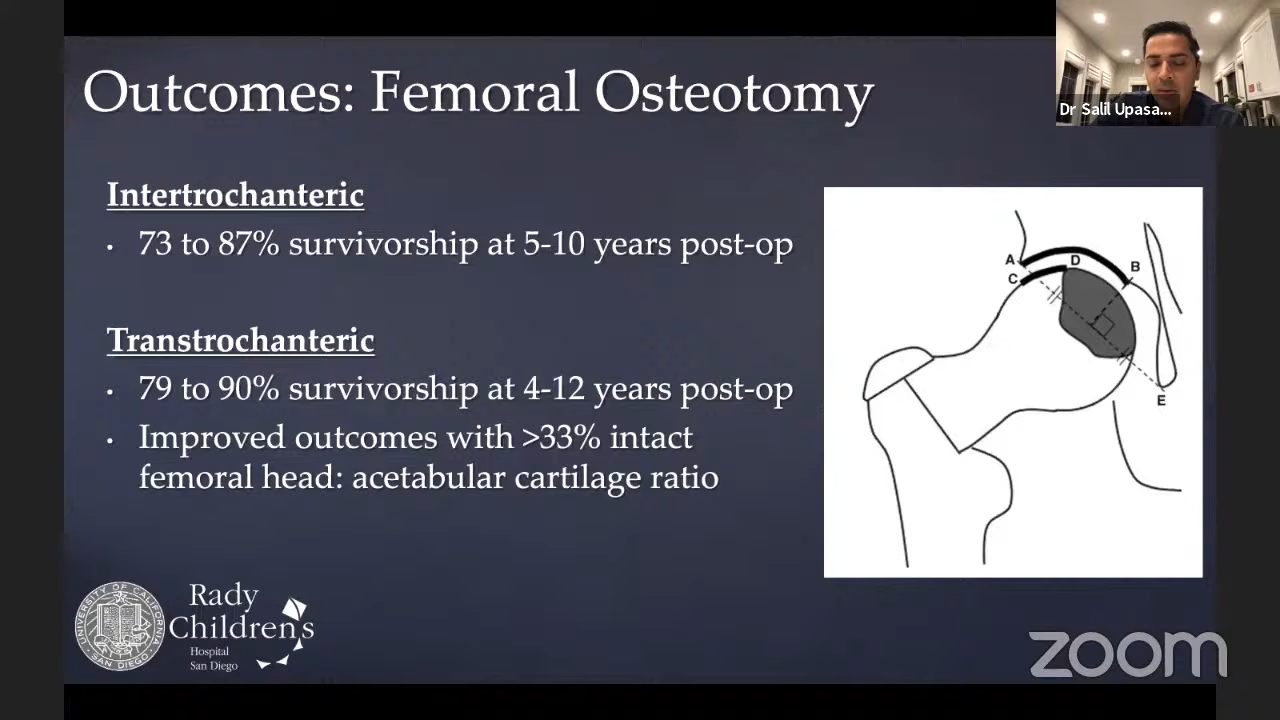 Outcomes: Femoral Osteotomy
Dr Salil Upasa...
Intertrochanteric
• 73 to 87% survivorship at 5-10 years post-op
Transtrochanteric
• 79 to 90% survivorship at 4-12 years post-op
• Improved outcomes with >33% intact
femoral head: acetabular cartilage ratio
A
D
B
C
E
UNIVERSITY OF CALIFORNIA
SAN DIEGO
Rady
Children's
Hospital
San Diego
zoom